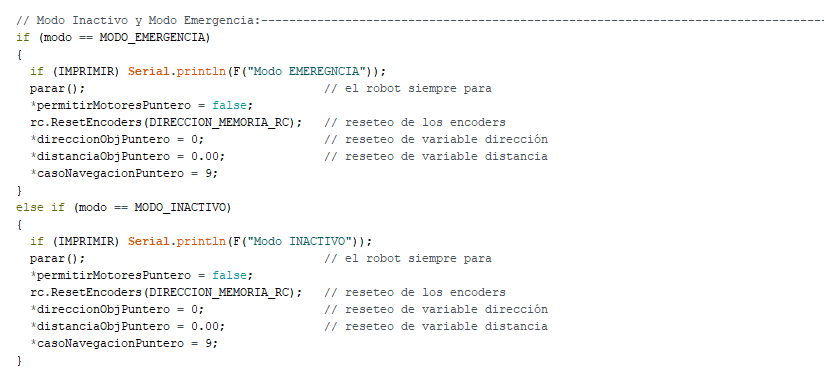 // Modo Inactivo y Modo Emergencia:--------------------------------------------------------------------------------
if (modo == MODO_EMERGENCIA)
{
  if (IMPRIMIR) Serial.println(F("Modo EMEREGNCIA"));
  parar();                                  // el robot siempre para
  *permitirMotoresPuntero = false;
  rc.ResetEncoders(DIRECCION_MEMORIA_RC);   // reseteo de los encoders
  *direccionObjPuntero = 0;                 // reseteo de variable dirección
  *distanciaObjPuntero = 0.00;              // reseteo de variable distancia
  *casoNavegacionPuntero = 9;
}
else if (modo == MODO_INACTIVO)
{
  if (IMPRIMIR) Serial.println(F("Modo INACTIVO"));
  parar();                                  // el robot siempre para
  *permitirMotoresPuntero = false;
  rc.ResetEncoders(DIRECCION_MEMORIA_RC);   // reseteo de los encoders
  *direccionObjPuntero = 0;                 // reseteo de variable dirección
  *distanciaObjPuntero = 0.00;              // reseteo de variable distancia
  *casoNavegacionPuntero = 9;
}